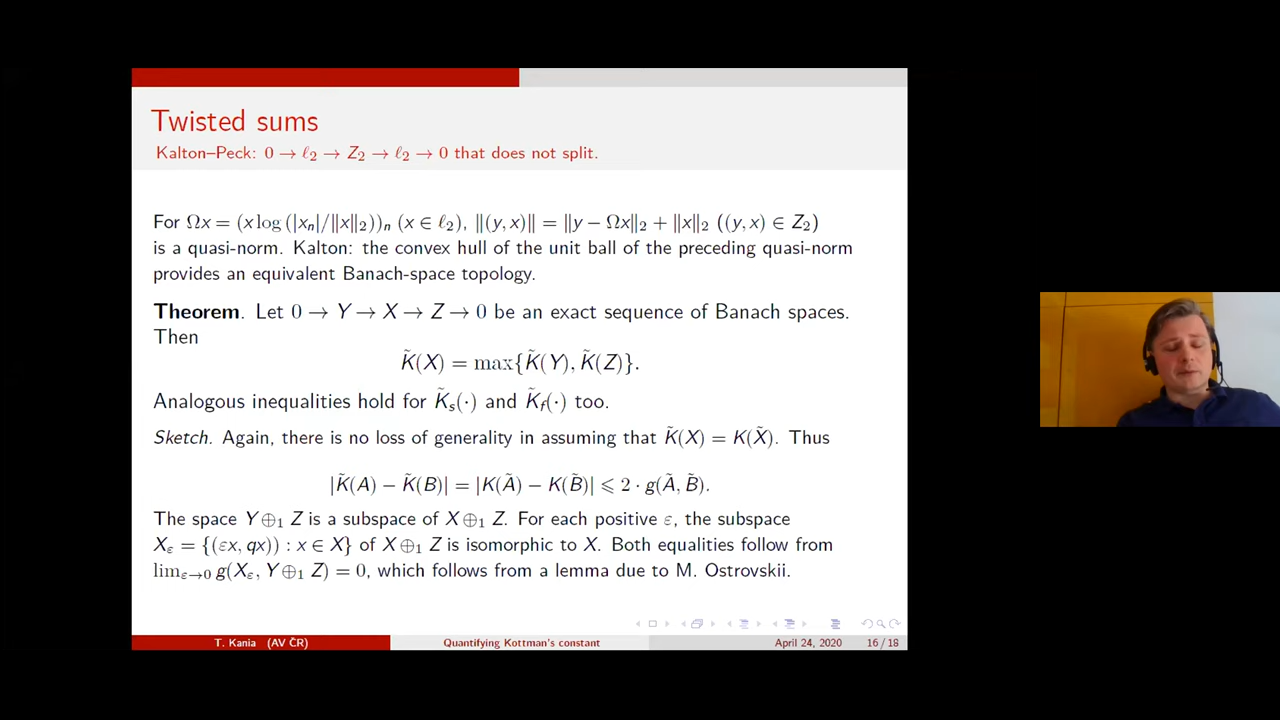 Twisted sums
Kalton–Peck: 0 → ℓ₂ → Z₂ → ℓ₂ → 0 that does not split.
For Ωx = (x log (|xₙ|/‖x‖₂))ₙ (x ∈ ℓ₂), ‖(y, x)‖ = ‖y − Ωx‖₂ + ‖x‖₂ ((y, x) ∈ Z₂)
is a quasi-norm. Kalton: the convex hull of the unit ball of the preceding quasi-norm
provides an equivalent Banach-space topology.
Theorem. Let 0 → Y → X → Z → 0 be an exact sequence of Banach spaces.
Then
K̃(X) = max{K̃(Y), K̃(Z)}.
Analogous inequalities hold for K̃ₛ(·) and K̃_f(·) too.
Sketch. Again, there is no loss of generality in assuming that K̃(X) = K(X̃). Thus
|K̃(A) − K̃(B)| = |K(Ã) − K(B̃)| ⩽ 2 · g(Ã, B̃).
The space Y ⊕₁ Z is a subspace of X ⊕₁ Z. For each positive ε, the subspace
X_ε = {(εx, qx)) : x ∈ X} of X ⊕₁ Z is isomorphic to X. Both equalities follow from
lim_{ε→0} g(X_ε, Y ⊕₁ Z) = 0, which follows from a lemma due to M. Ostrovskii.
T. Kania (AV ČR) Quantifying Kottman's constant April 24, 2020 16 / 18